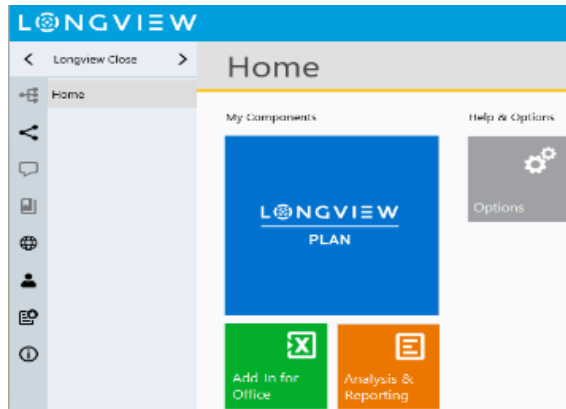 LONGVIEW
Longview Close
Home
Home
My Components
Help & Options
LONGVIEW
PLAN
Options
Add In for
Office
Analysis &
Reporting